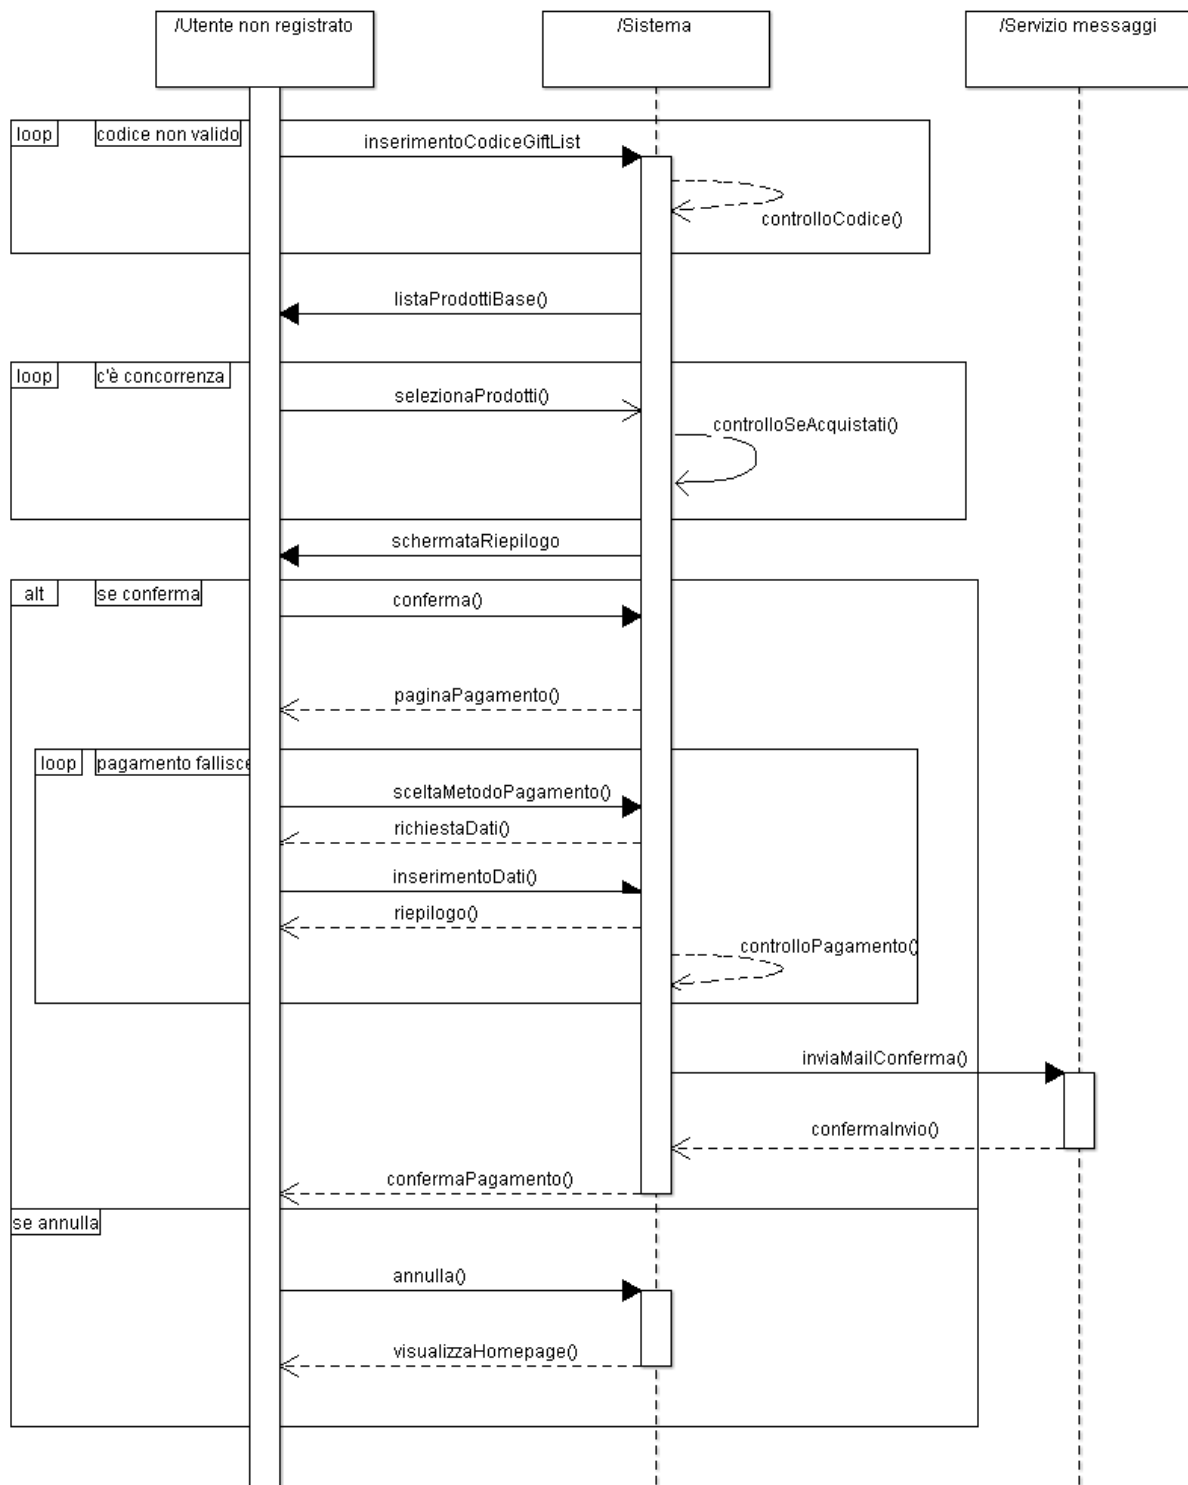 /Utente non registrato
/Sistema
/Servizio messaggi
loop
codice non valido
inserimentoCodiceGiftList
controlloCodice()
listaProdottiBase()
loop
c'è concorrenza
selezionaProdotti()
controlloSeAcquistati()
schermataRiepilogo
alt
se conferma
conferma()
paginaPagamento()
loop
pagamento fallisce
sceltaMetodoPagamento()
richiestaDati()
inserimentoDati()
riepilogo()
controlloPagamento()
inviaMailConferma()
confermaInvio()
confermaPagamento()
se annulla
annulla()
visualizzaHomepage()